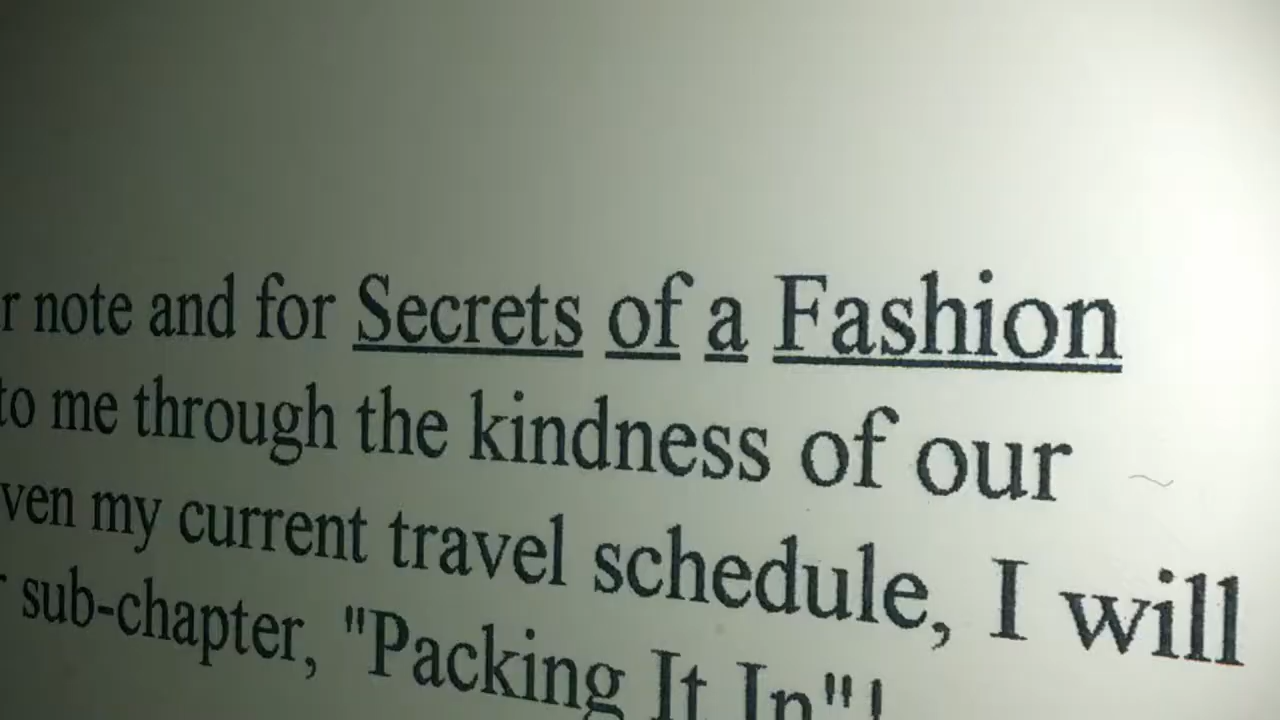 r note and for Secrets of a Fashion
to me through the kindness of our
ven my current travel schedule, I will
sub-chapter, "Packing It In"!